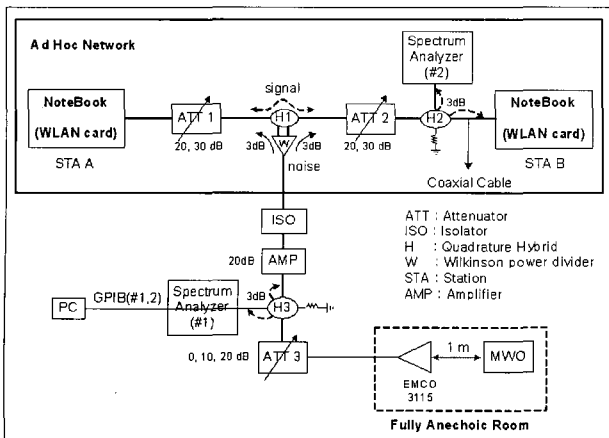 Ad Hoc Network
Spectrum
Analyzer
(#2)
NoteBook
(WLAN card)
STA A
ATT 1
20, 30 dB
signal
H1
3dB
W
3dB
noise
ATT 2
20, 30 dB
3dB
H2
NoteBook
(WLAN card)
STA B
Coaxial Cable
ISO
20dB
AMP
ATT : Attenuator
ISO : Isolator
H : Quadrature Hybrid
W : Wilkinson power divider
STA : Station
AMP : Amplifier
PC
GPIB(#1,2)
Spectrum
Analyzer
(#1)
3dB
H3
0, 10, 20 dB
ATT 3
EMCO
3115
1 m
MWO
Fully Anechoic Room